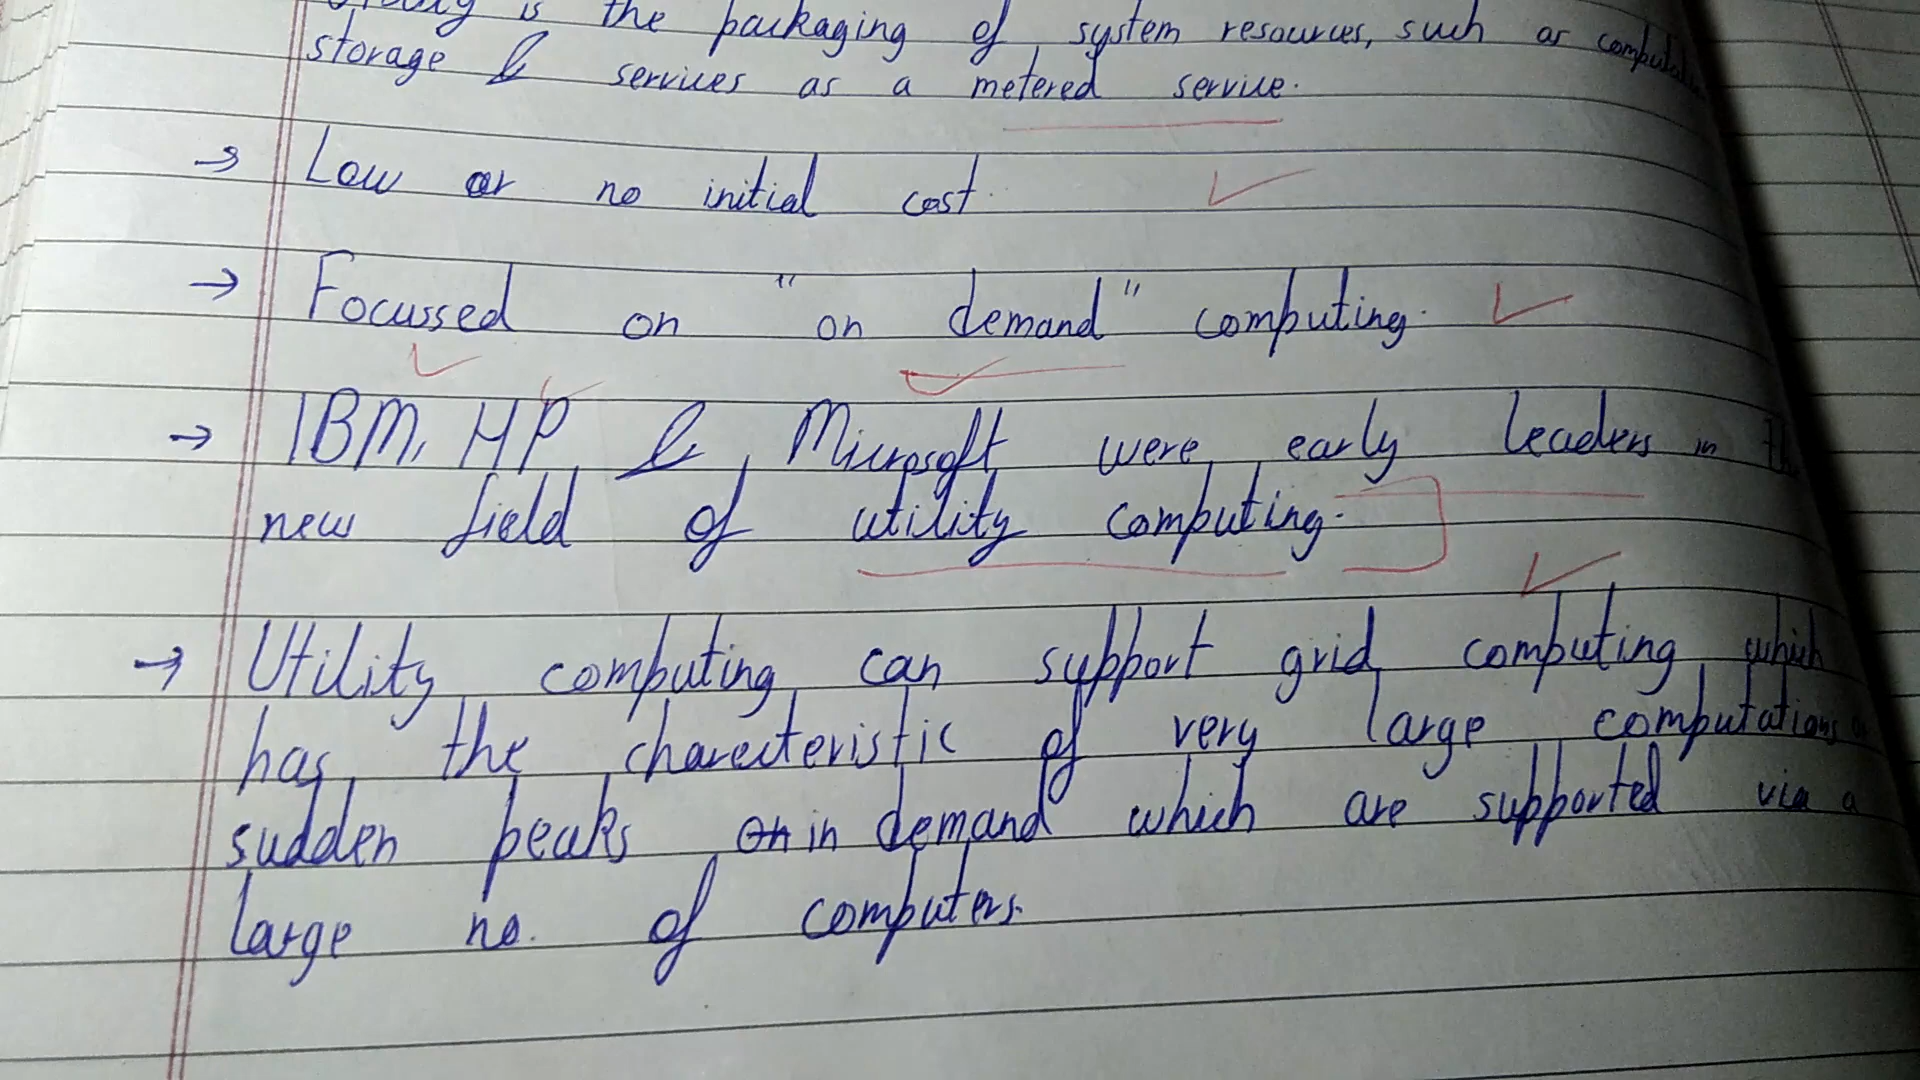 is the packaging of system resources, such as
storage & services as a metered service.
→ Low or no initial cost.
→ Focussed on "on demand" computing.
→ IBM, HP & Microsoft were early leaders in
new field of utility computing.
→ Utility computing can support grid computing which
has the charecteristic of very large computations
sudden peaks on in demand which are supported via a
large no. of computers.